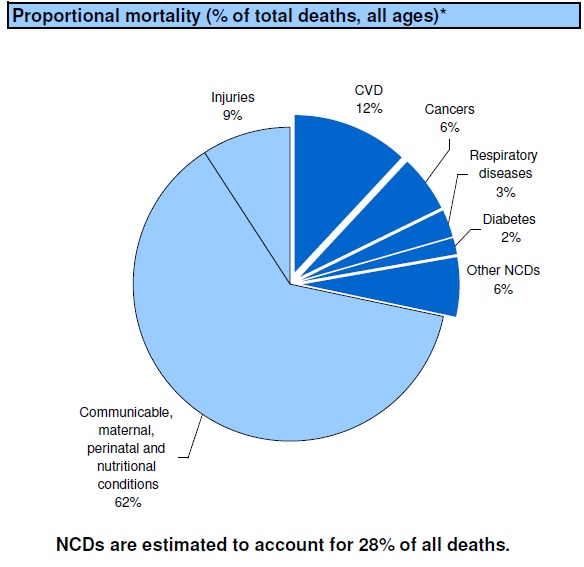 Proportional mortality (% of total deaths, all ages)*
Injuries
9%
CVD
12%
Cancers
6%
Respiratory
diseases
3%
Diabetes
2%
Other NCDs
6%
Communicable,
maternal,
perinatal and
nutritional
conditions
62%
NCDs are estimated to account for 28% of all deaths.